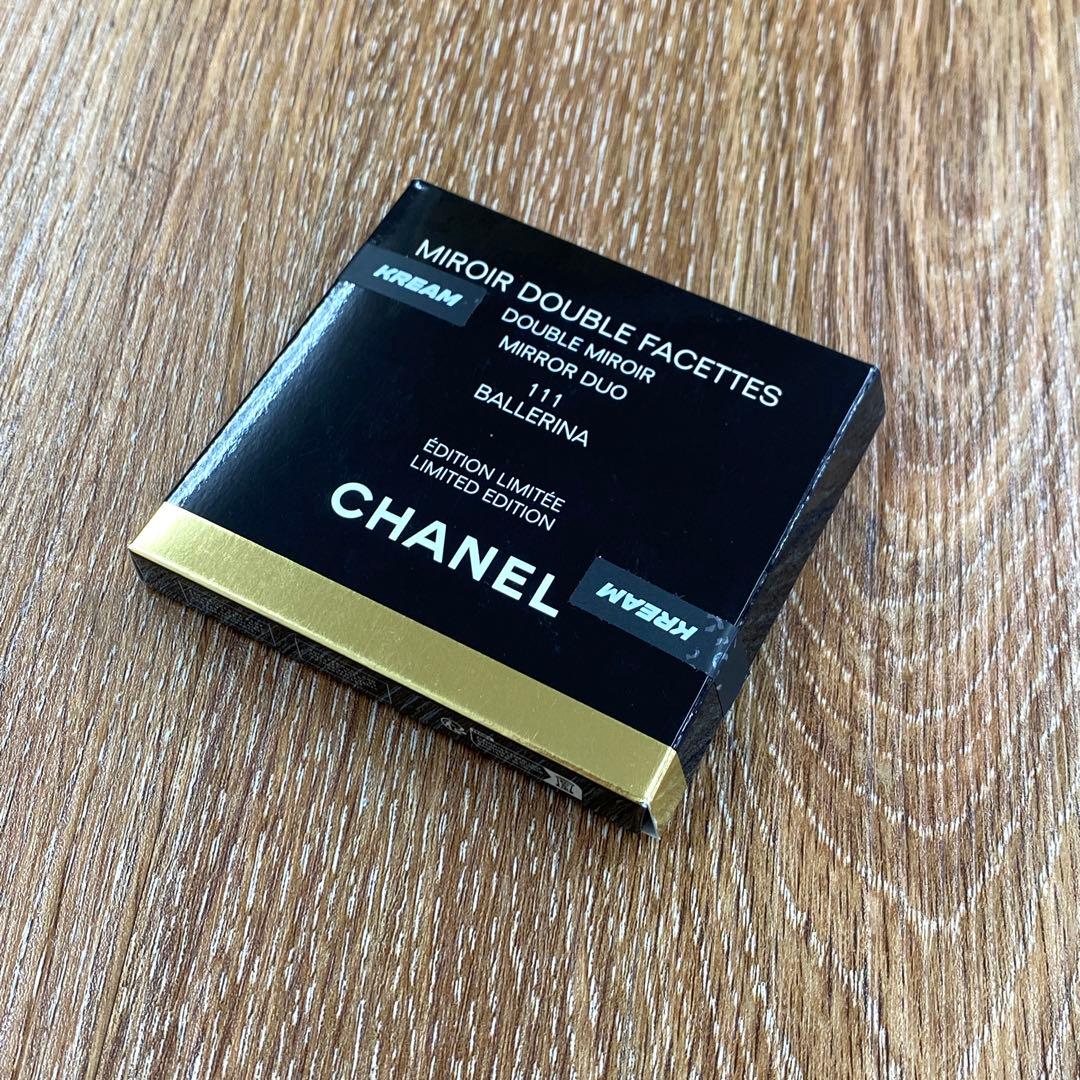 MIROIR DOUBLE FACETTES
KREAM
DOUBLE MIROIR
MIRROR DUO
111
BALLERINA
ÉDITION LIMITÉE
LIMITED EDITION
CHANEL
KREAM